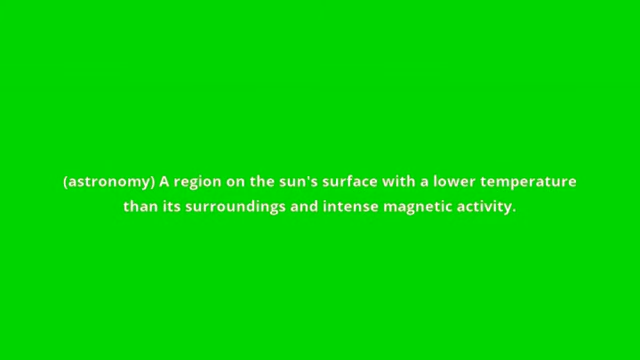 (astronomy) A region on the sun's surface with a lower temperature
than its surroundings and intense magnetic activity.